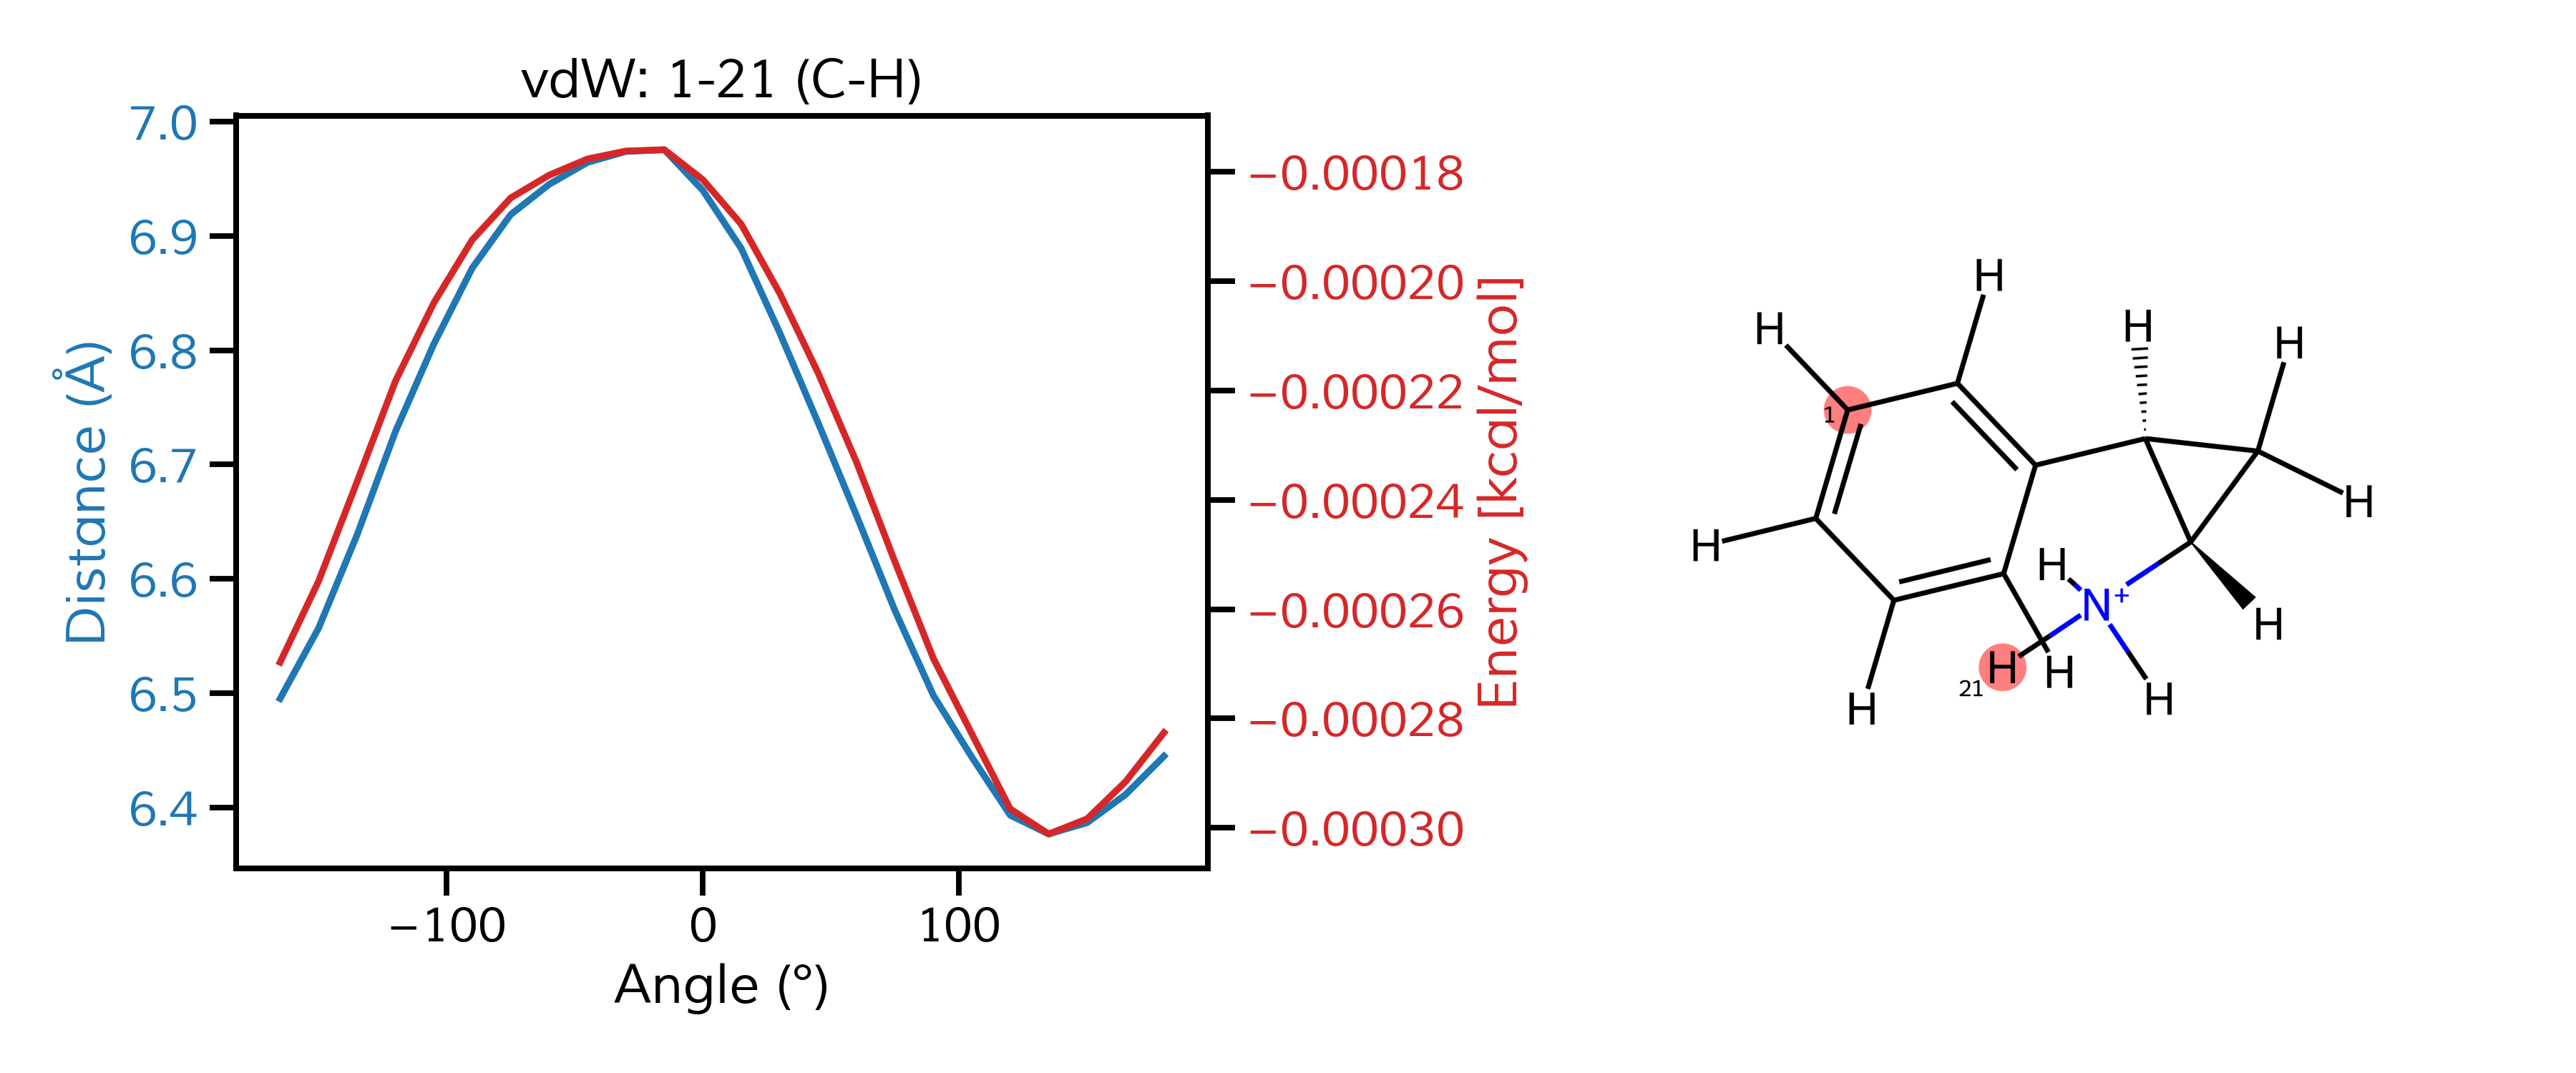 vdW: 1-21 (C-H)
7.0
6.9
6.8
6.7
6.6
6.5
6.4
Distance (Å)
−100
0
100
Angle (°)
−0.00018
−0.00020
−0.00022
−0.00024
−0.00026
−0.00028
−0.00030
Energy [kcal/mol]
H
H
H
H
1
H
H
H
N+
H
H
H
21
H
H
H